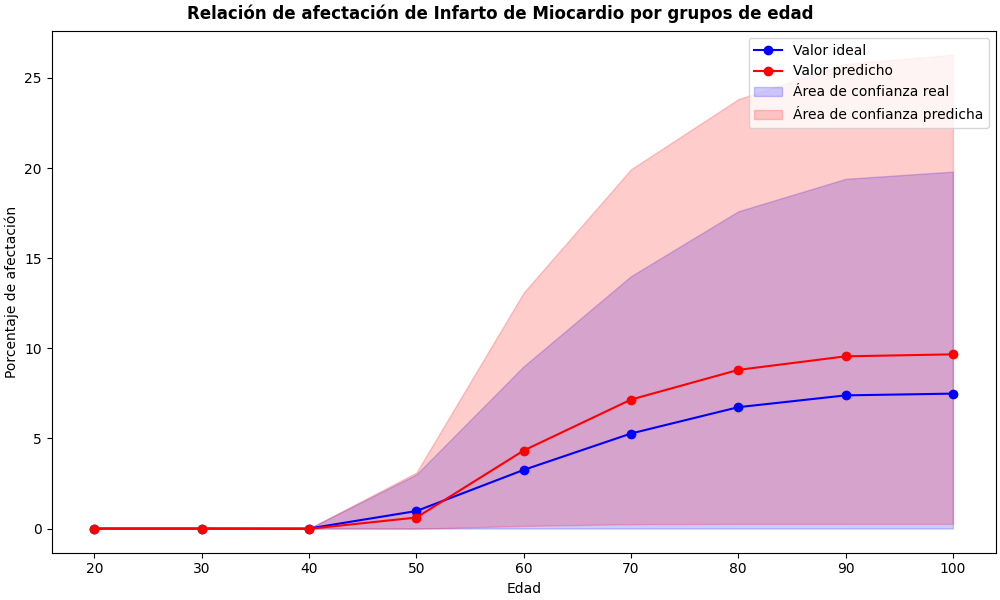 Relación de afectación de Infarto de Miocardio por grupos de edad
Valor ideal
Valor predicho
Área de confianza real
Área de confianza predicha
Porcentaje de afectación
25
20
15
10
5
0
20 30 40 50 60 70 80 90 100
Edad